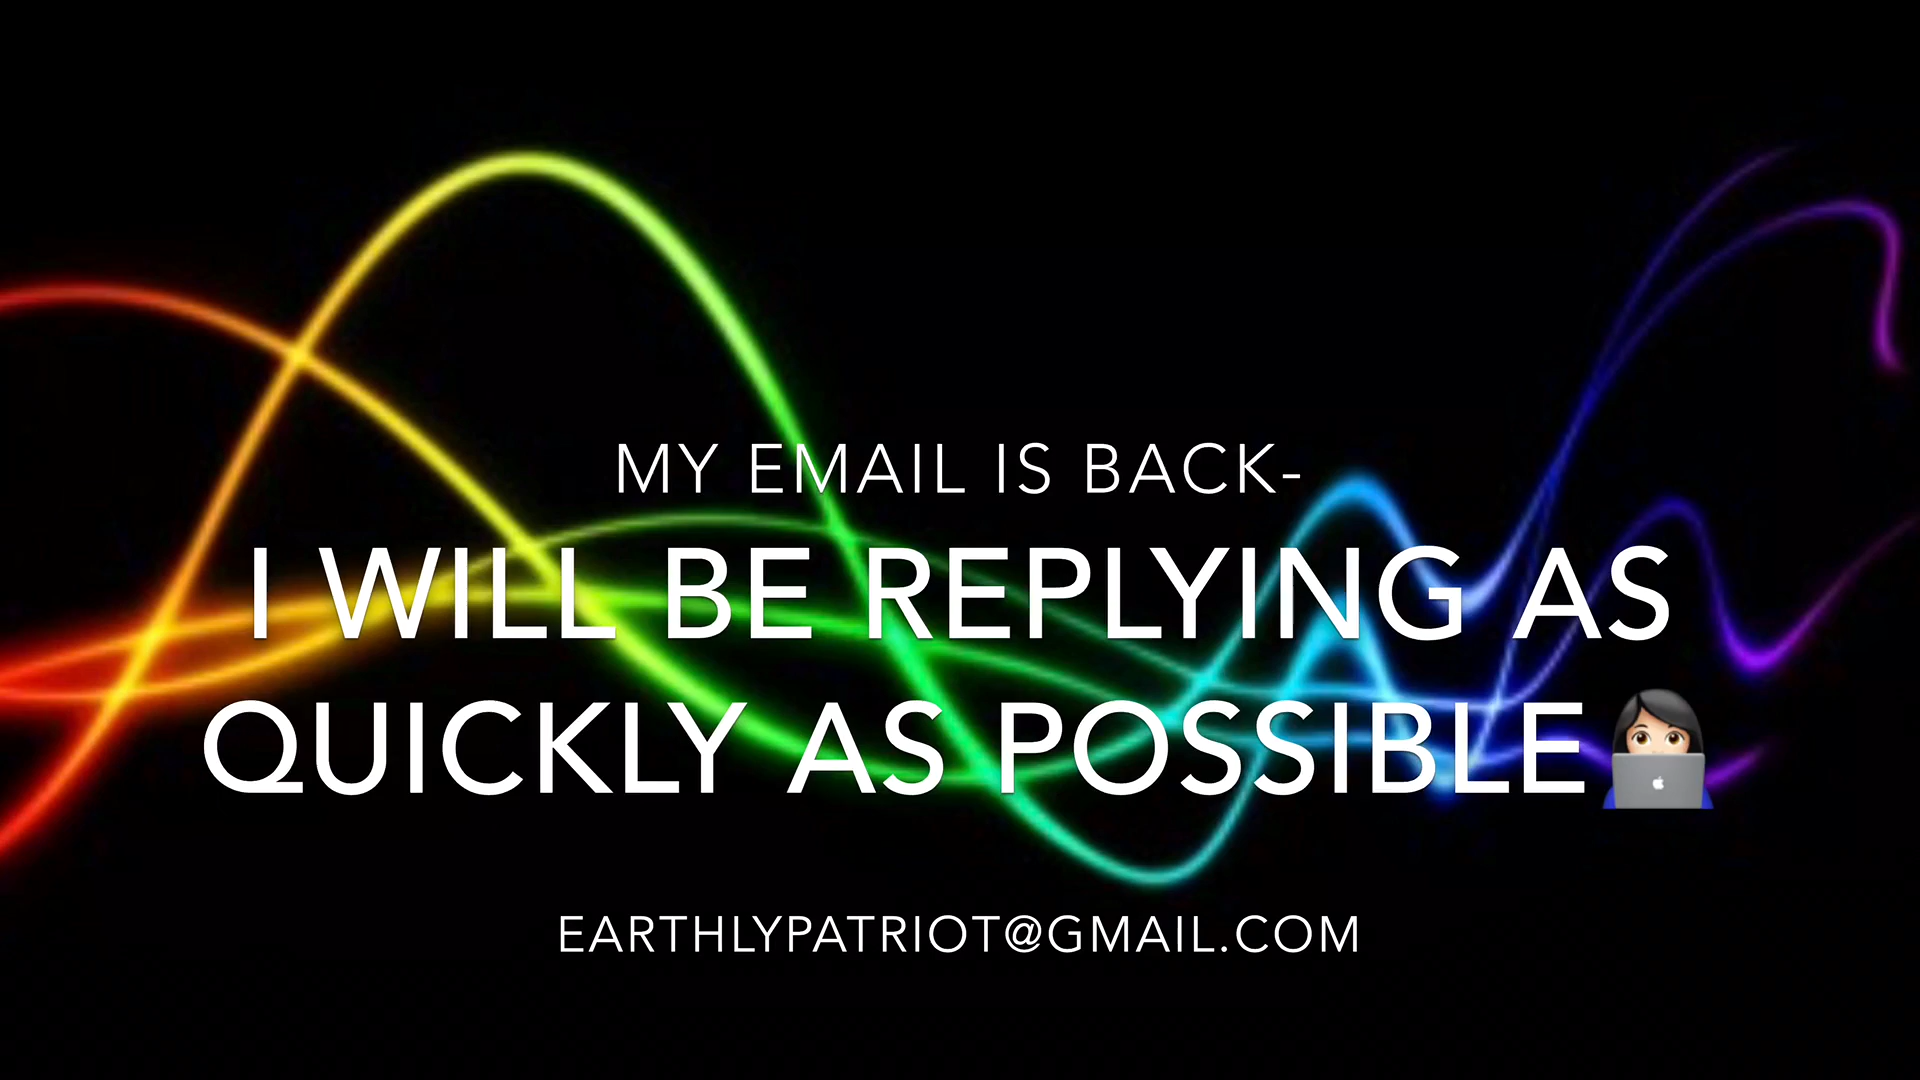 MY EMAIL IS BACK-
I WILL BE REPLYING AS
QUICKLY AS POSSIBLE👩🏻‍💻
EARTHLYPATRIOT@GMAIL.COM